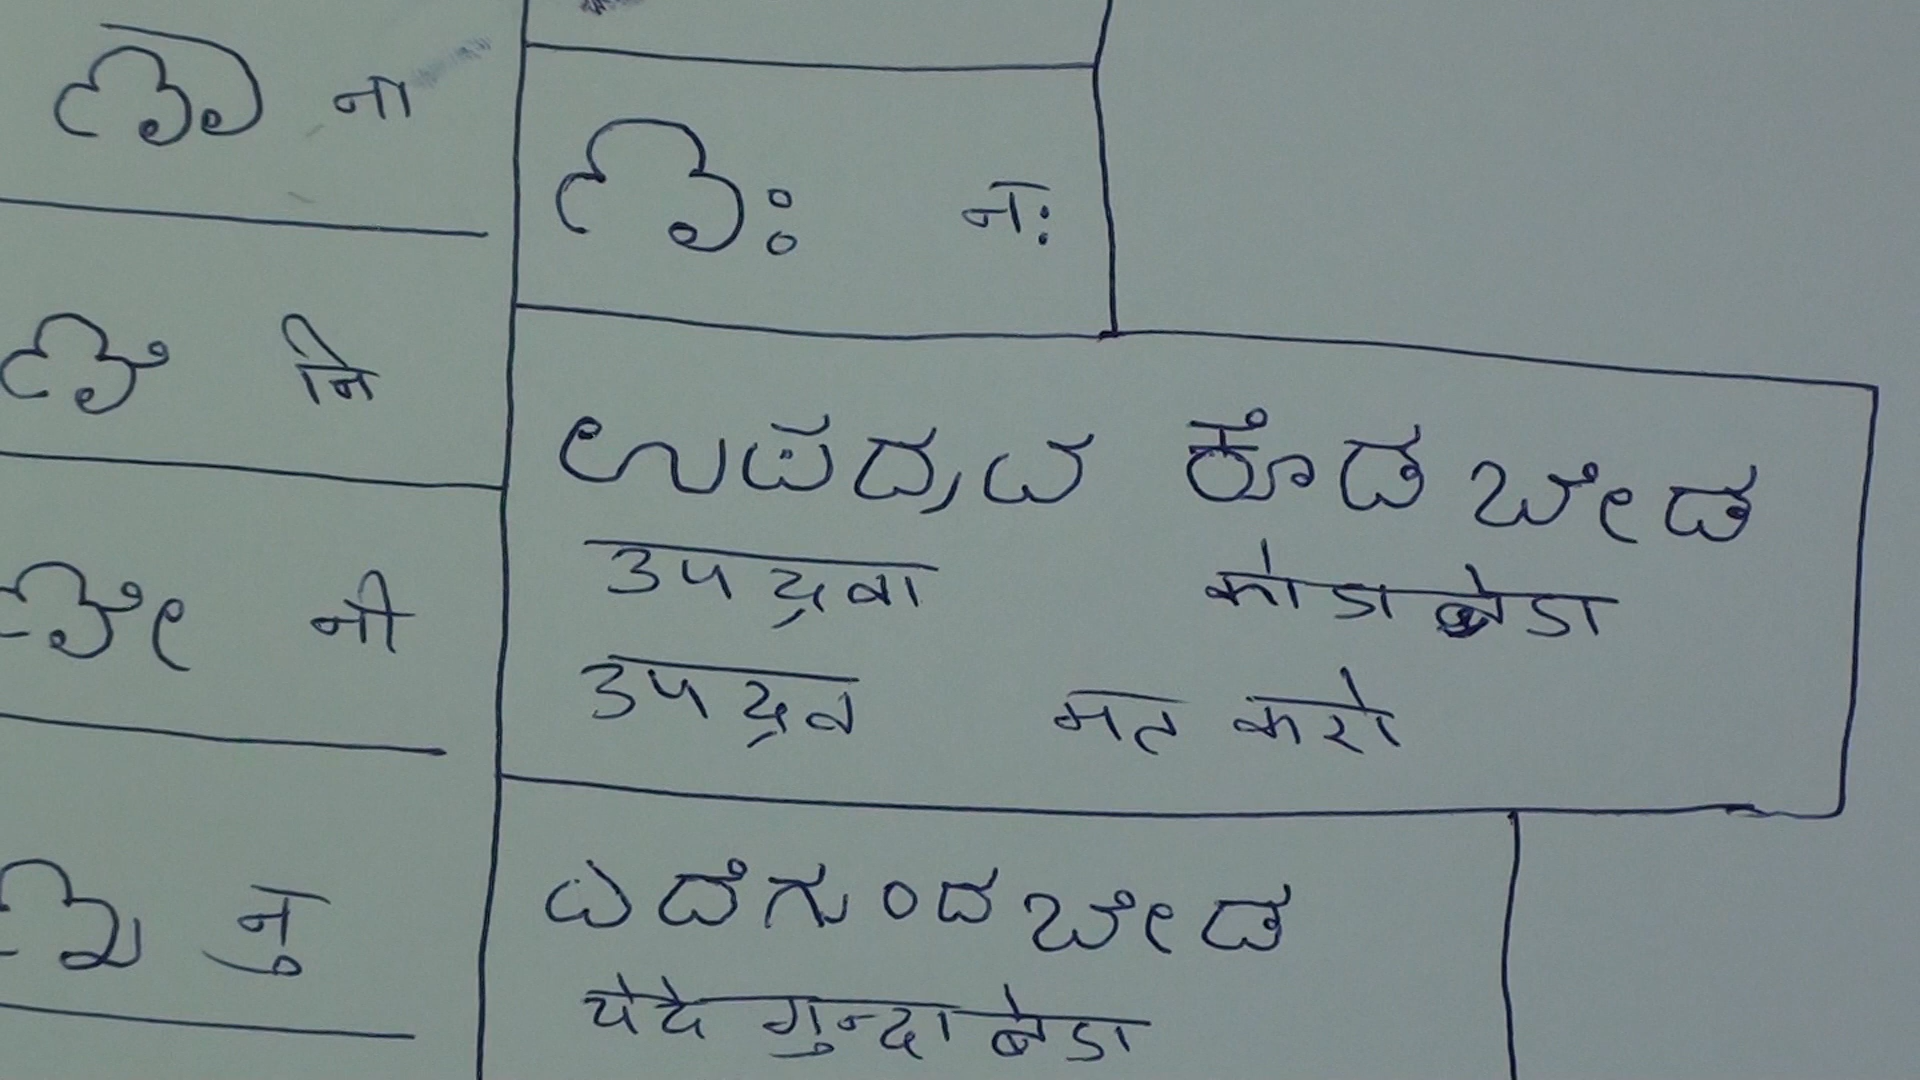 ನಾ ना
ನಿ नि
ನೀ नी
ನು नु
ನಃ नः
ಉಪದ್ರವ ಕೊಡಬೇಡ
उपद्रवा कोडाबेडा
उपद्रव मत करो
ಎದೆಗುಂದಬೇಡ
येदे गुन्दाबेडा